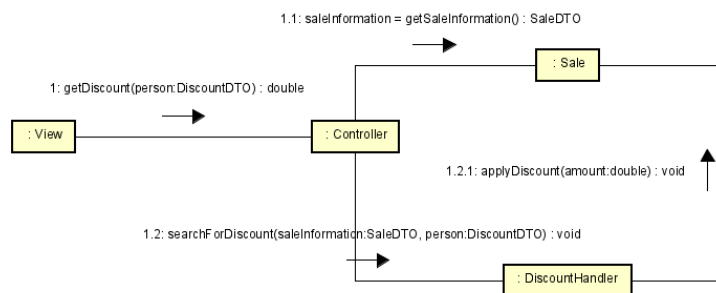 1.1: saleInformation = getSaleInformation() : SaleDTO
: Sale
1: getDiscount(person:DiscountDTO) : double
: View
: Controller
1.2.1: applyDiscount(amount:double) : void
1.2: searchForDiscount(saleInformation:SaleDTO, person:DiscountDTO) : void
: DiscountHandler